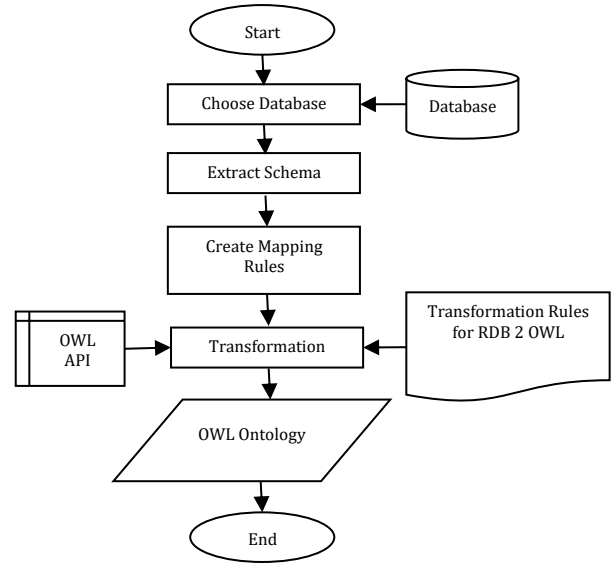 Start
Choose Database
Database
Extract Schema
Create Mapping
Rules
Transformation Rules
for RDB 2 OWL
OWL
API
Transformation
OWL Ontology
End